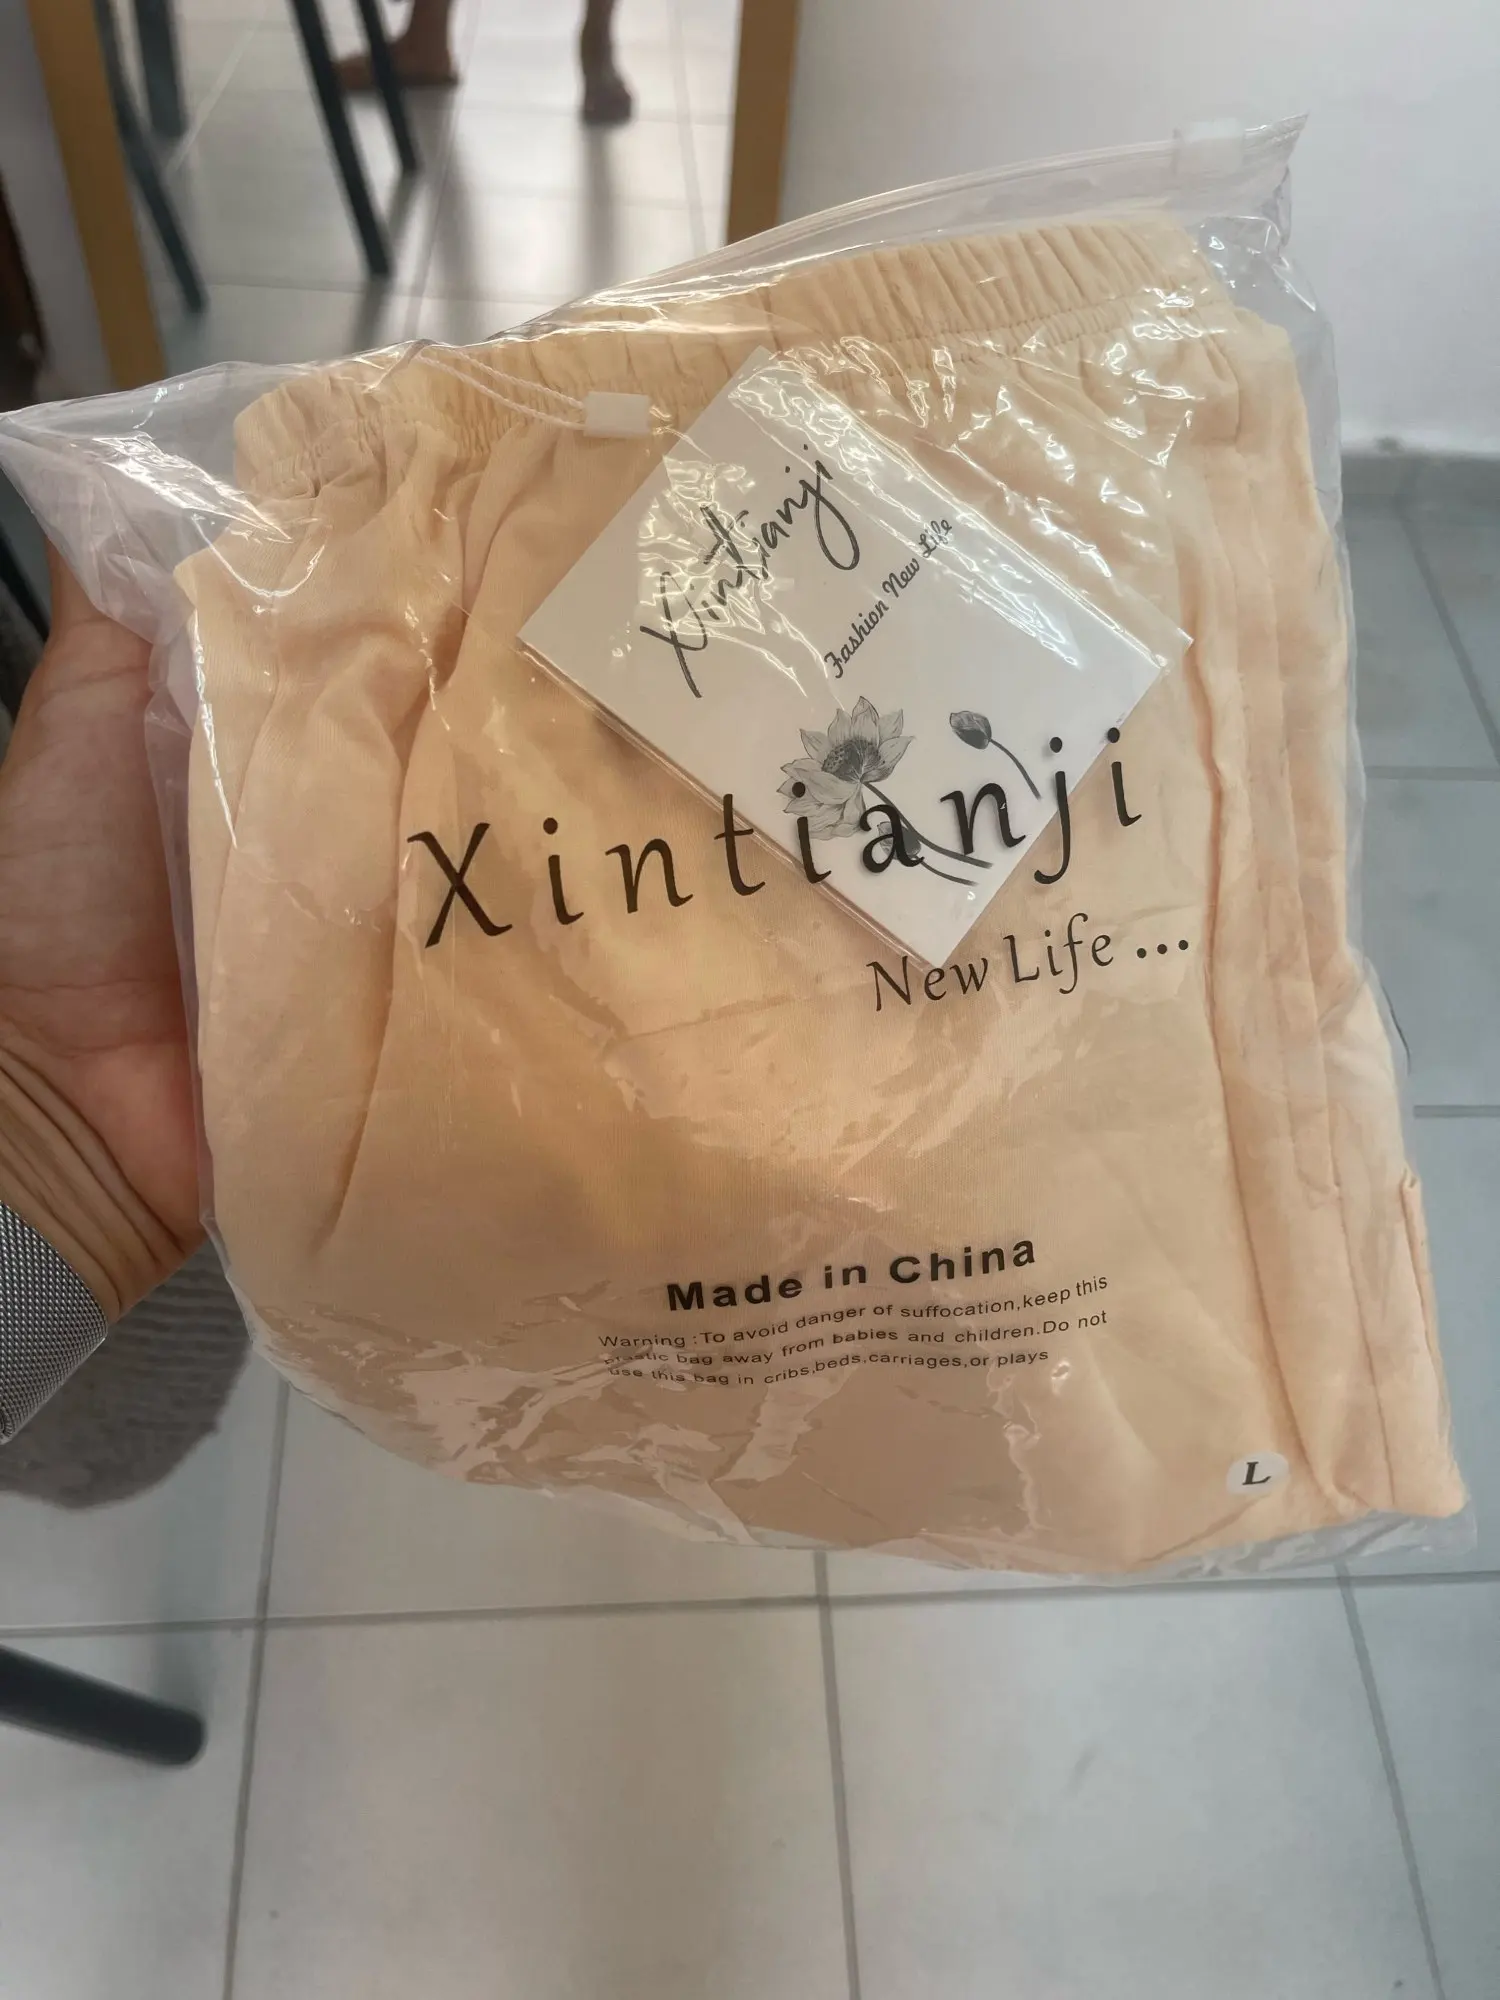 Xintianji
Fashion New Life
Xintianji
New Life ...
Made in China
Warning :To avoid danger of suffocation,keep this
plastic bag away from babies and children.Do not
use this bag in cribs,beds,carriages,or plays
L